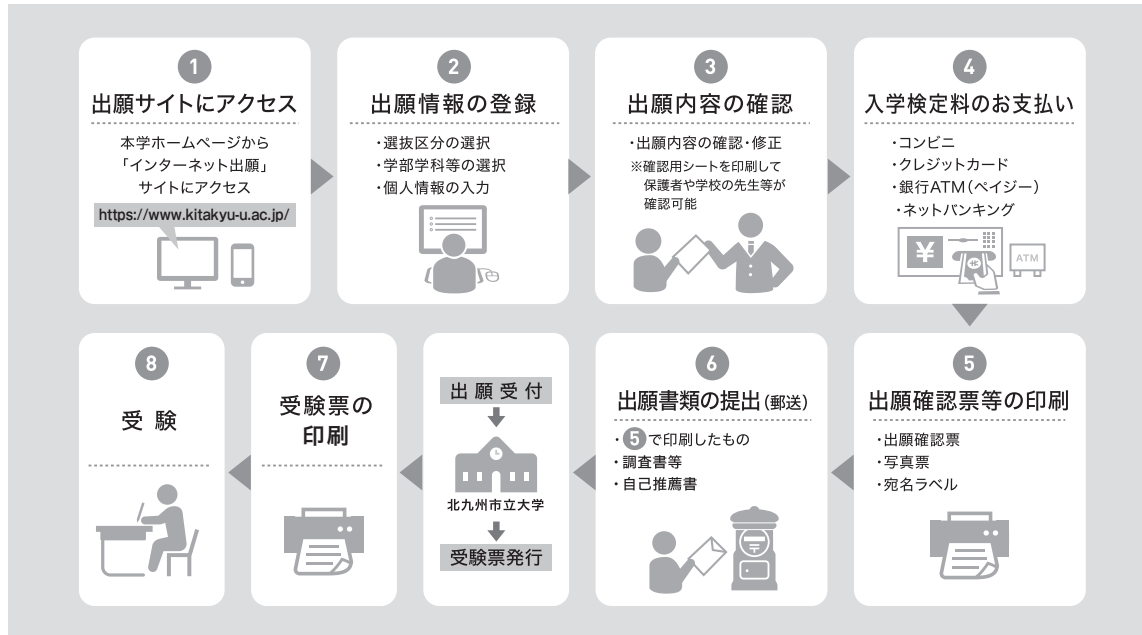 1
出願サイトにアクセス
本学ホームページから
「インターネット出願」
サイトにアクセス
https://www.kitakyu-u.ac.jp/
2
出願情報の登録
・選抜区分の選択
・学部学科等の選択
・個人情報の入力
3
出願内容の確認
・出願内容の確認・修正
※確認用シートを印刷して
保護者や学校の先生等が
確認可能
4
入学検定料のお支払い
・コンビニ
・クレジットカード
・銀行ATM(ペイジー)
・ネットバンキング
¥
ATM
5
出願確認票等の印刷
・出願確認票
・写真票
・宛名ラベル
6
出願書類の提出(郵送)
・5で印刷したもの
・調査書等
・自己推薦書
〒
出願受付
北九州市立大学
受験票発行
7
受験票の
印刷
8
受験